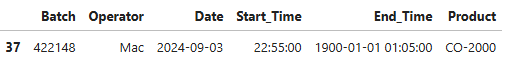 Batch Operator Date Start_Time End_Time Product
37 422148 Mac 2024-09-03 22:55:00 1900-01-01 01:05:00 CO-2000